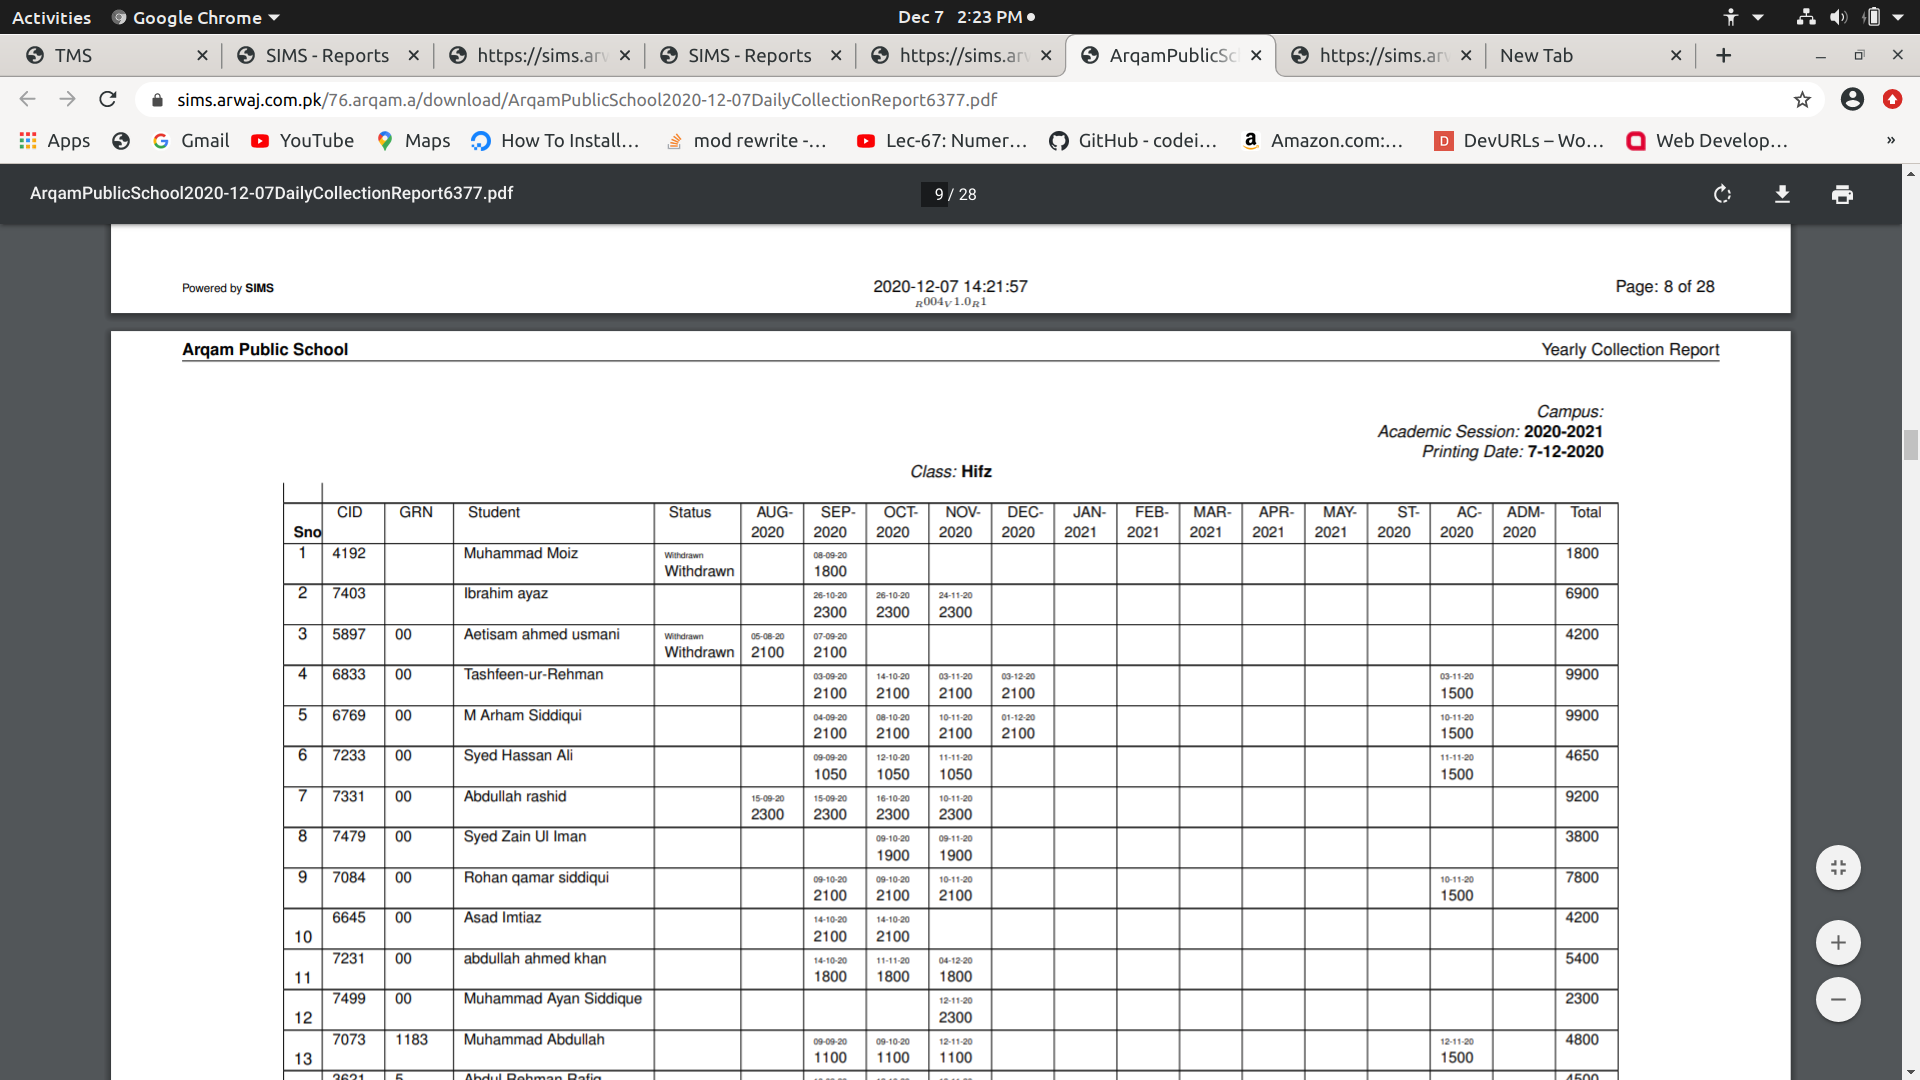 Activities Google Chrome Dec 7 2:23 PM
TMS SIMS - Reports https://sims.arw SIMS - Reports https://sims.arw ArqamPublicSc https://sims.arw New Tab
sims.arwaj.com.pk/76.arqam.a/download/ArqamPublicSchool2020-12-07DailyCollectionReport6377.pdf
Apps Gmail YouTube Maps How To Install... mod rewrite -... Lec-67: Numer... GitHub - codei... Amazon.com:... DevURLs – Wo... Web Develop... »
ArqamPublicSchool2020-12-07DailyCollectionReport6377.pdf 9 / 28
Powered by SIMS 2020-12-07 14:21:57 Page: 8 of 28
R004V1.0R1
Arqam Public School Yearly Collection Report
Campus:
Academic Session: 2020-2021
Printing Date: 7-12-2020
Class: Hifz
Sno CID GRN Student Status AUG-2020 SEP-2020 OCT-2020 NOV-2020 DEC-2020 JAN-2021 FEB-2021 MAR-2021 APR-2021 MAY-2021 ST-2020 AC-2020 ADM-2020 Total
1 4192 Muhammad Moiz Withdrawn 08-09-20 1800
Withdrawn 1800
2 7403 Ibrahim ayaz 26-10-20 26-10-20 24-11-20 6900
2300 2300 2300
3 5897 00 Aetisam ahmed usmani Withdrawn 05-08-20 07-09-20 4200
Withdrawn 2100 2100
4 6833 00 Tashfeen-ur-Rehman 03-09-20 14-10-20 03-11-20 03-12-20 03-11-20 9900
2100 2100 2100 2100 1500
5 6769 00 M Arham Siddiqui 04-09-20 08-10-20 10-11-20 01-12-20 10-11-20 9900
2100 2100 2100 2100 1500
6 7233 00 Syed Hassan Ali 09-09-20 12-10-20 11-11-20 11-11-20 4650
1050 1050 1050 1500
7 7331 00 Abdullah rashid 15-09-20 15-09-20 16-10-20 10-11-20 9200
2300 2300 2300 2300
8 7479 00 Syed Zain Ul Iman 09-10-20 09-11-20 3800
1900 1900
9 7084 00 Rohan qamar siddiqui 09-10-20 09-10-20 10-11-20 10-11-20 7800
2100 2100 2100 1500
10 6645 00 Asad Imtiaz 14-10-20 14-10-20 4200
2100 2100
11 7231 00 abdullah ahmed khan 14-10-20 11-11-20 04-12-20 5400
1800 1800 1800
12 7499 00 Muhammad Ayan Siddique 12-11-20 2300
2300
13 7073 1183 Muhammad Abdullah 09-09-20 09-10-20 12-11-20 12-11-20 4800
1100 1100 1100 1500
3621 5 Abdul Rehman Rafiq 4500